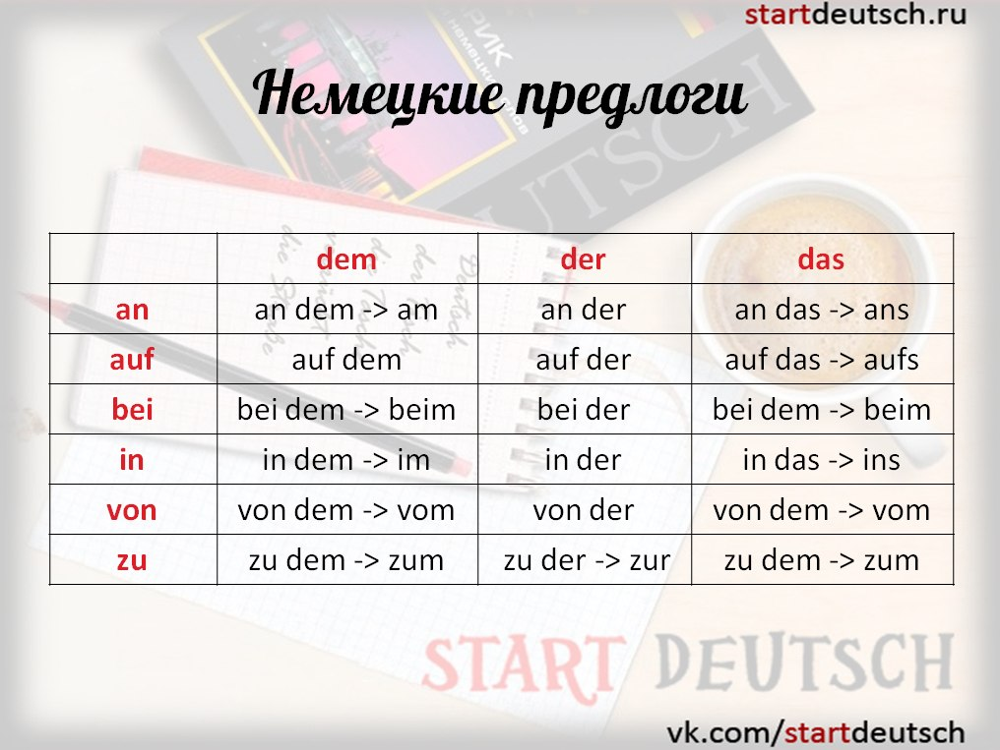 startdeutsch.ru
Немецкие предлоги
dem der das
an an dem -> am an der an das -> ans
auf auf dem auf der auf das -> aufs
bei bei dem -> beim bei der bei dem -> beim
in in dem -> im in der in das -> ins
von von dem -> vom von der von dem -> vom
zu zu dem -> zum zu der -> zur zu dem -> zum
START DEUTSCH
vk.com/startdeutsch